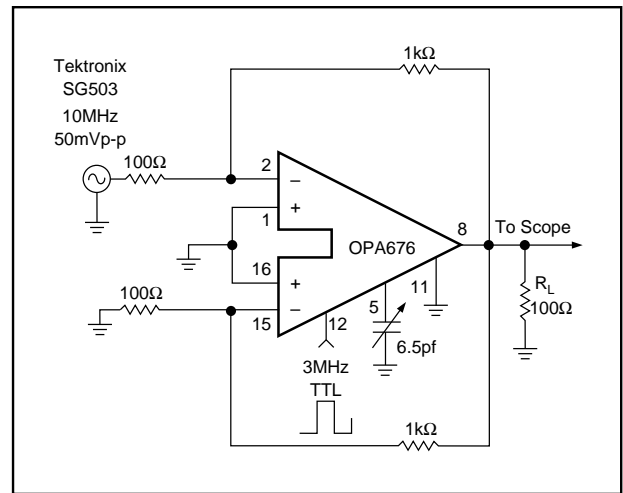 Tektronix
SG503
10MHz
50mVp-p
100Ω
1kΩ
2
–
+
1
OPA676
8
To Scope
16
+
–
15
100Ω
12
5
11
6.5pf
RL
100Ω
3MHz
TTL
1kΩ